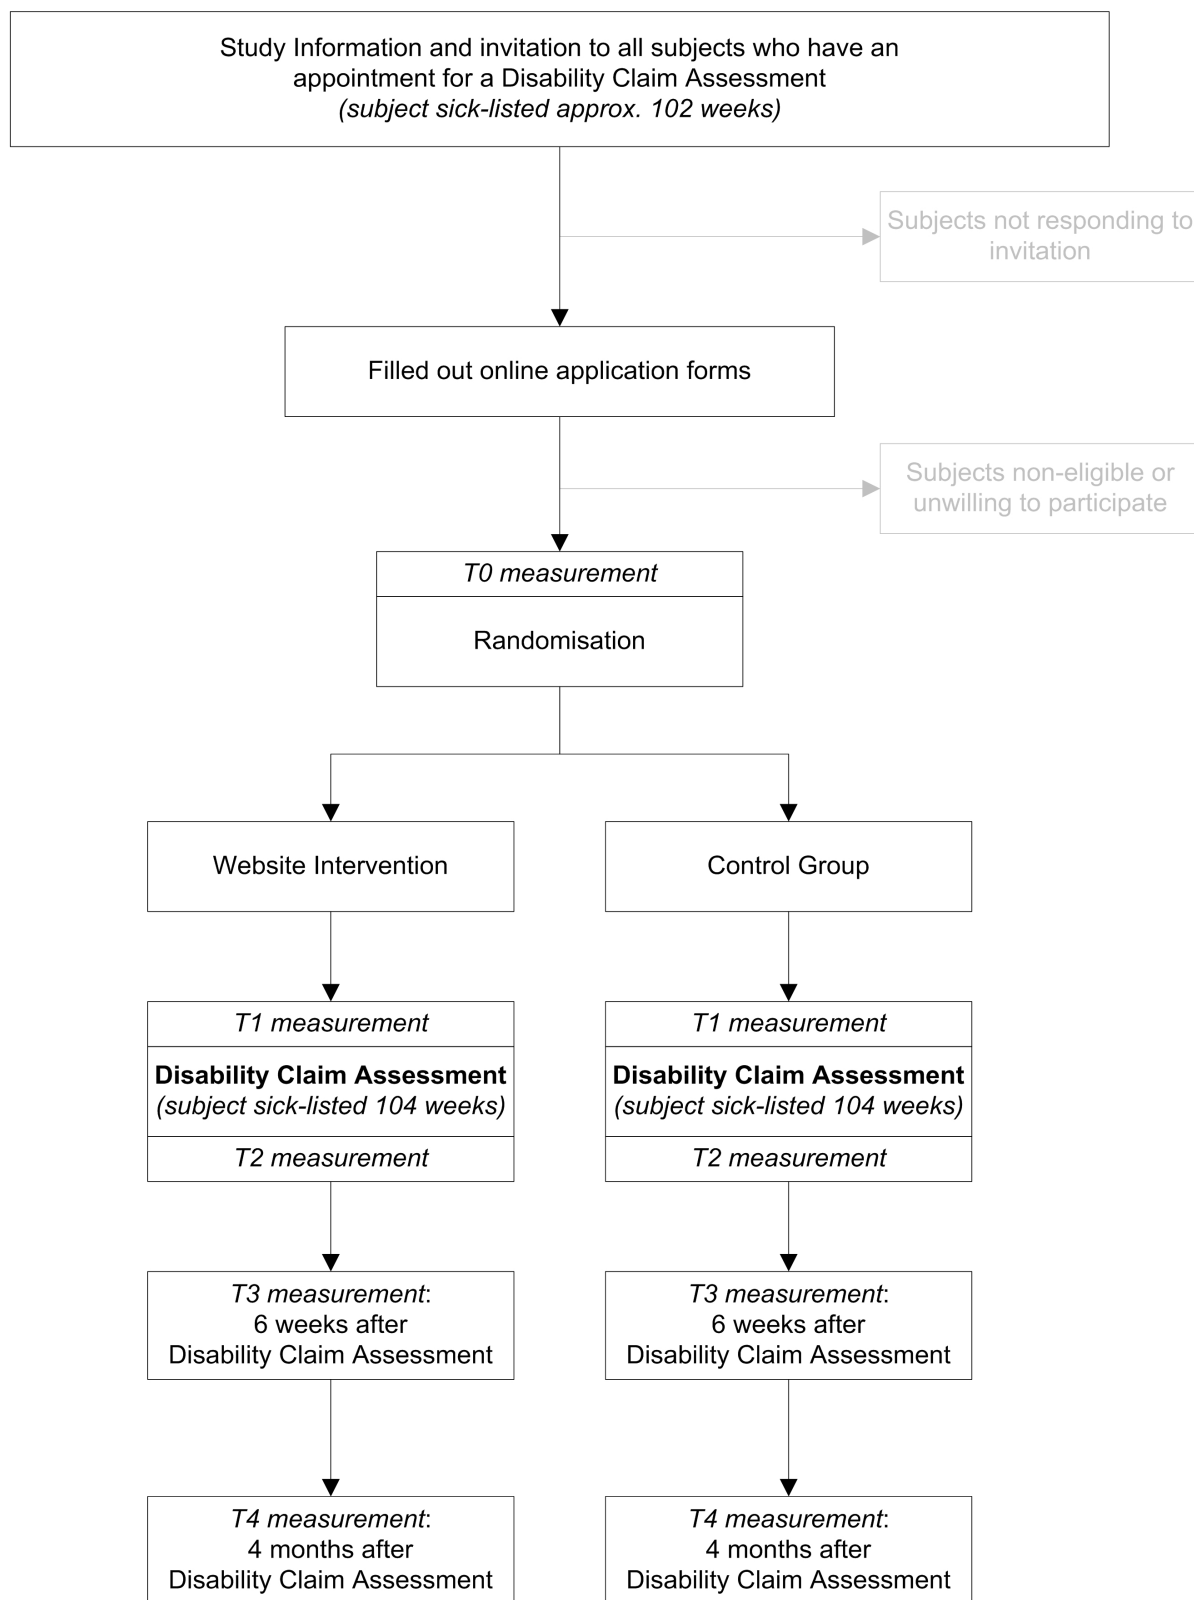 Study Information and invitation to all subjects who have an
appointment for a Disability Claim Assessment
(subject sick-listed approx. 102 weeks)
Subjects not responding to
invitation
Filled out online application forms
Subjects non-eligible or
unwilling to participate
T0 measurement
Randomisation
Website Intervention
Control Group
T1 measurement
Disability Claim Assessment
(subject sick-listed 104 weeks)
T2 measurement
T1 measurement
Disability Claim Assessment
(subject sick-listed 104 weeks)
T2 measurement
T3 measurement:
6 weeks after
Disability Claim Assessment
T3 measurement:
6 weeks after
Disability Claim Assessment
T4 measurement:
4 months after
Disability Claim Assessment
T4 measurement:
4 months after
Disability Claim Assessment